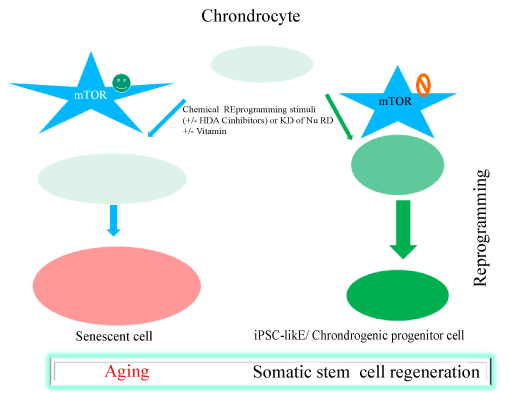 Chrondrocyte
mTOR
mTOR
Chemical REprogramming stimuli
(+/- HDA Cinhibitors) or KD of Nu RD
+/- Vitamin
Reprogramming
Senescent cell
iPSC-likE/ Chrondrogenic progenitor cell
Aging
Somatic stem cell regeneration